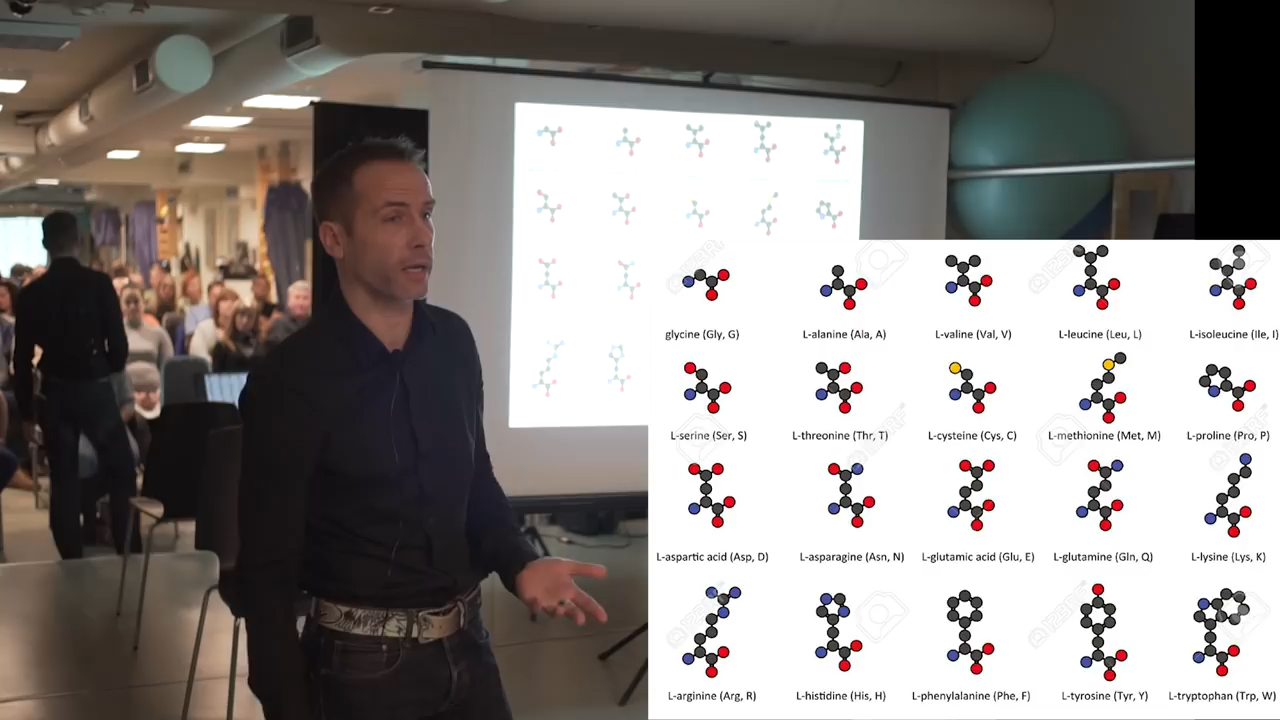 glycine (Gly, G) L-alanine (Ala, A) L-valine (Val, V) L-leucine (Leu, L) L-isoleucine (Ile, I)
L-serine (Ser, S) L-threonine (Thr, T) L-cysteine (Cys, C) L-methionine (Met, M) L-proline (Pro, P)
L-aspartic acid (Asp, D) L-asparagine (Asn, N) L-glutamic acid (Glu, E) L-glutamine (Gln, Q) L-lysine (Lys, K)
L-arginine (Arg, R) L-histidine (His, H) L-phenylalanine (Phe, F) L-tyrosine (Tyr, Y) L-tryptophan (Trp, W)